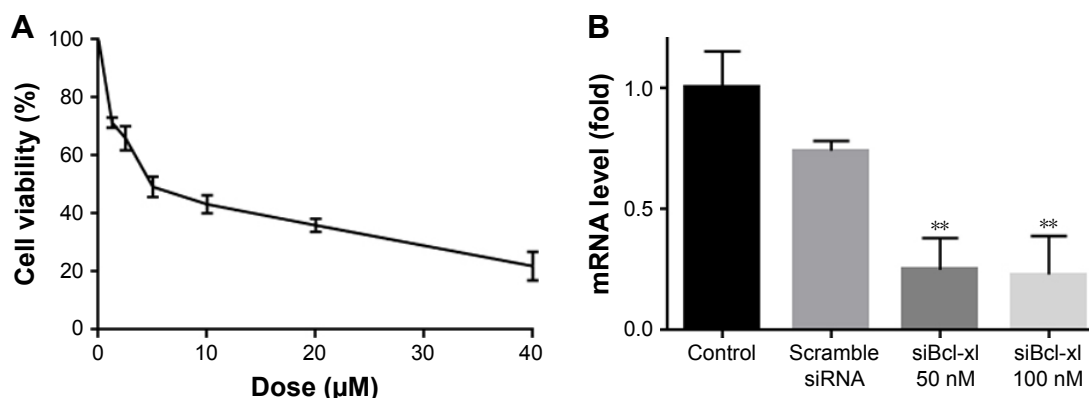 A
Cell viability (%)
100
80
60
40
20
0
0 10 20 30 40
Dose (µM)
B
mRNA level (fold)
1.0
0.5
0.0
** **
Control Scramble siBcl-xl siBcl-xl
siRNA 50 nM 100 nM